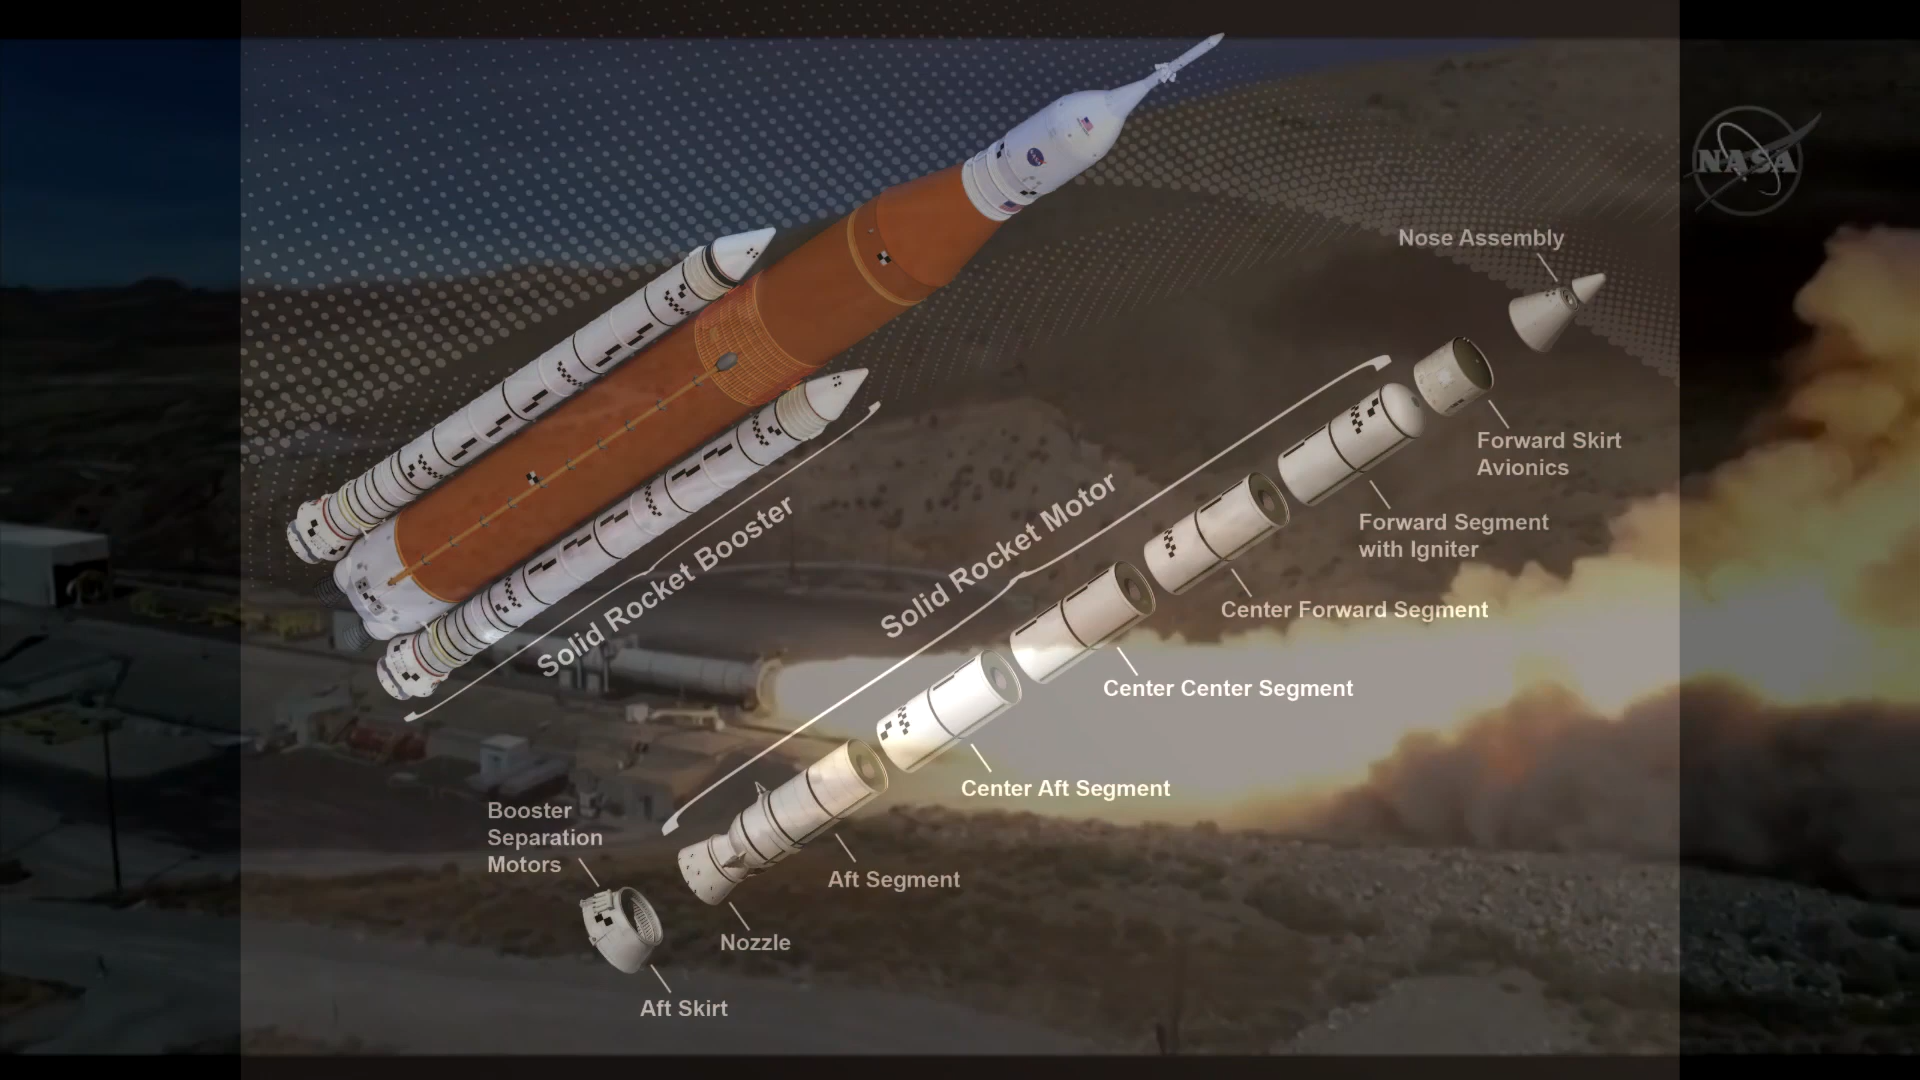 NASA
Nose Assembly
Forward Skirt
Avionics
Forward Segment
with Igniter
Solid Rocket Motor
Solid Rocket Booster
Center Forward Segment
Center Center Segment
Center Aft Segment
Booster
Separation
Motors
Aft Segment
Nozzle
Aft Skirt